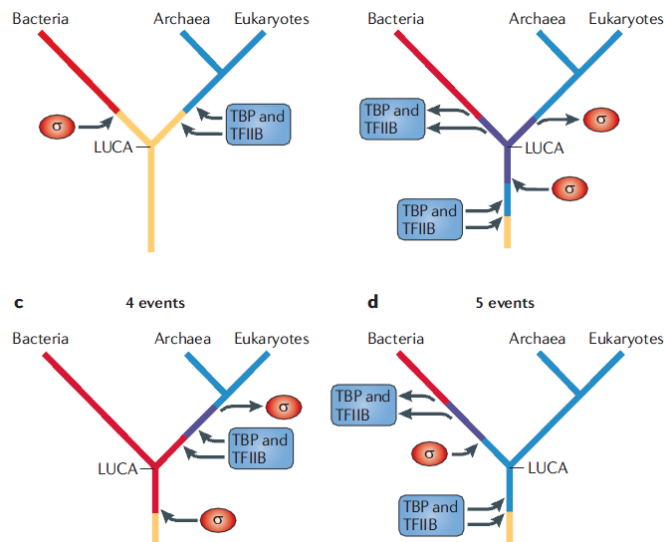 Bacteria
Archaea
Eukaryotes
σ
TBP and
TFIIB
LUCA
Bacteria
Archaea
Eukaryotes
TBP and
TFIIB
σ
LUCA
σ
TBP and
TFIIB
c
4 events
Bacteria
Archaea
Eukaryotes
σ
TBP and
TFIIB
LUCA
σ
d
5 events
Bacteria
Archaea
Eukaryotes
TBP and
TFIIB
σ
LUCA
TBP and
TFIIB